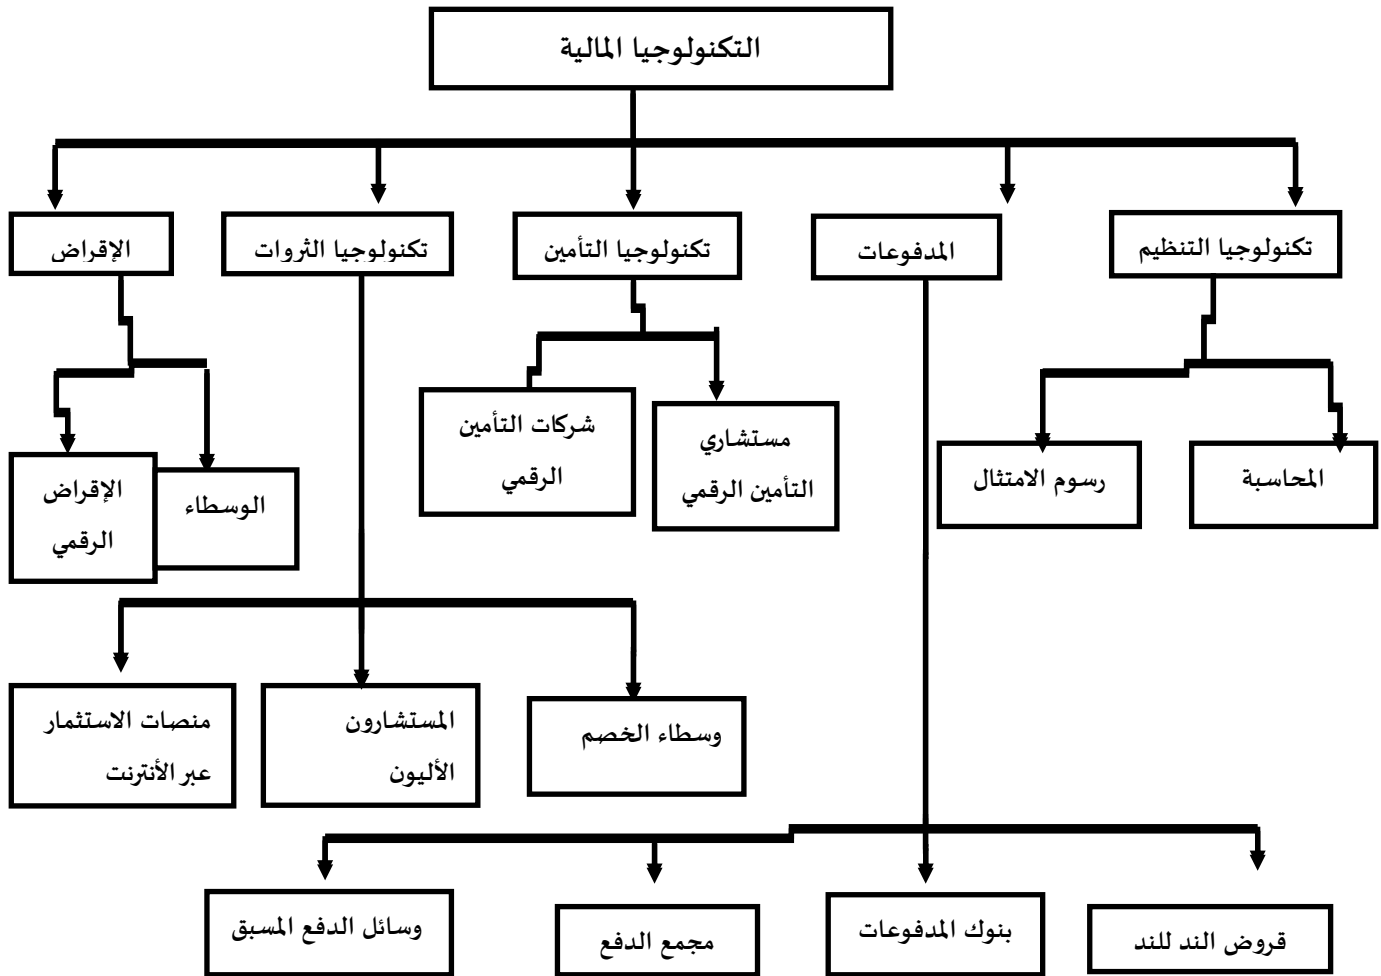 التكنولوجيا المالية
تكنولوجيا التنظيم
المدفوعات
تكنولوجيا التأمين
تكنولوجيا الثروات
الإقراض
المحاسبة
رسوم الامتثال
مستشاري
التأمين الرقمي
شركات التأمين
الرقمي
الوسطاء
الإقراض
الرقمي
وسطاء الخصم
المستشارون
الأليون
منصات الاستثمار
عبر الأنترنت
قروض الند للند
بنوك المدفوعات
مجمع الدفع
وسائل الدفع المسبق